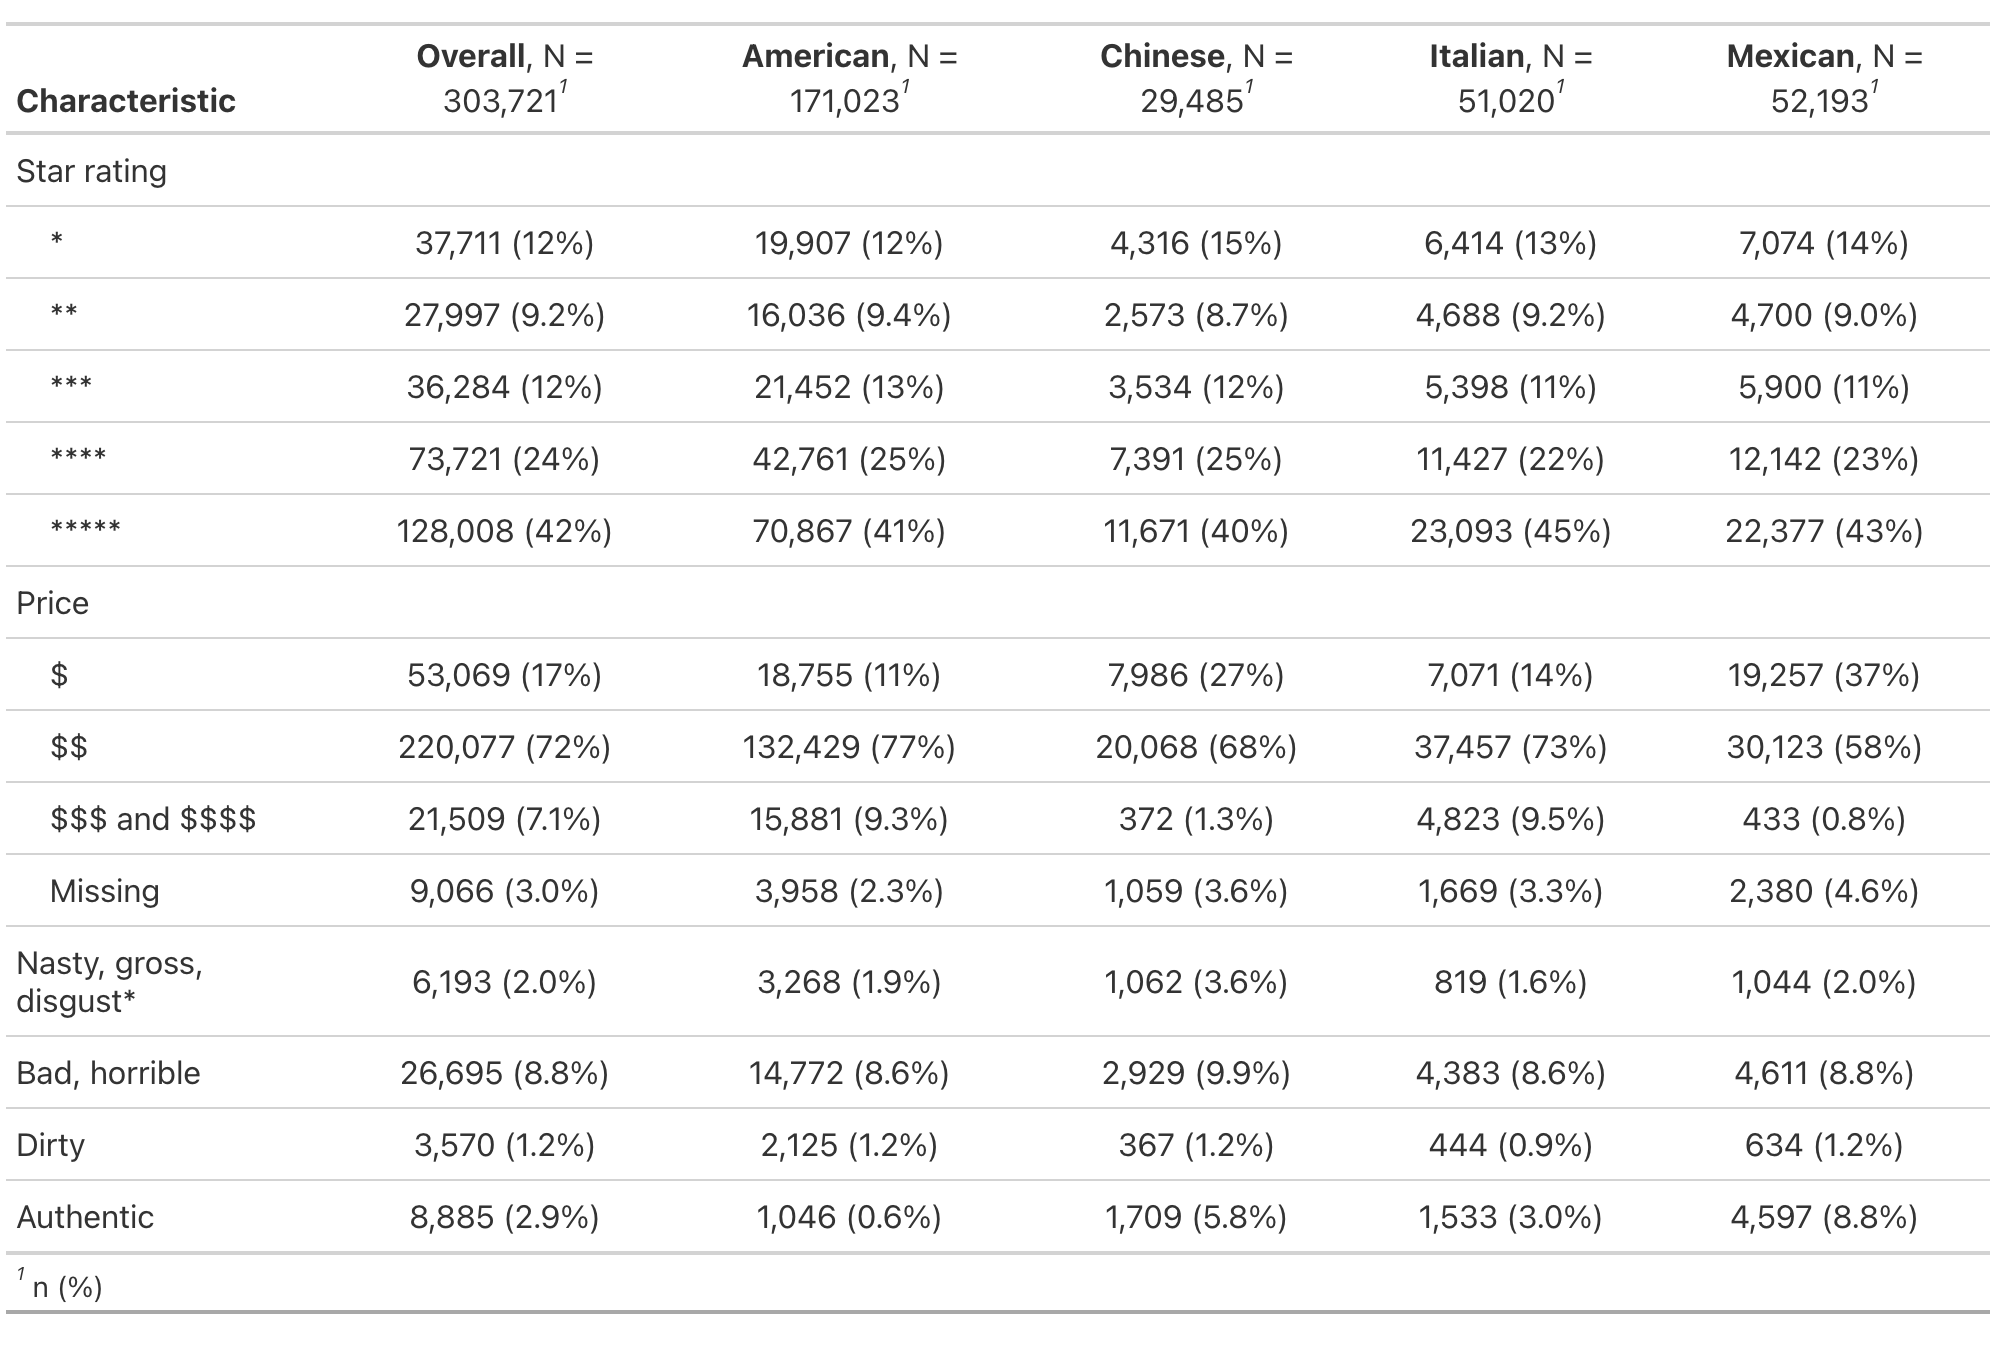 Characteristic Overall, N = 303,721¹ American, N = 171,023¹ Chinese, N = 29,485¹ Italian, N = 51,020¹ Mexican, N = 52,193¹
Star rating
* 37,711 (12%) 19,907 (12%) 4,316 (15%) 6,414 (13%) 7,074 (14%)
** 27,997 (9.2%) 16,036 (9.4%) 2,573 (8.7%) 4,688 (9.2%) 4,700 (9.0%)
*** 36,284 (12%) 21,452 (13%) 3,534 (12%) 5,398 (11%) 5,900 (11%)
**** 73,721 (24%) 42,761 (25%) 7,391 (25%) 11,427 (22%) 12,142 (23%)
***** 128,008 (42%) 70,867 (41%) 11,671 (40%) 23,093 (45%) 22,377 (43%)
Price
$ 53,069 (17%) 18,755 (11%) 7,986 (27%) 7,071 (14%) 19,257 (37%)
$$ 220,077 (72%) 132,429 (77%) 20,068 (68%) 37,457 (73%) 30,123 (58%)
$$$ and $$$$ 21,509 (7.1%) 15,881 (9.3%) 372 (1.3%) 4,823 (9.5%) 433 (0.8%)
Missing 9,066 (3.0%) 3,958 (2.3%) 1,059 (3.6%) 1,669 (3.3%) 2,380 (4.6%)
Nasty, gross,
disgust* 6,193 (2.0%) 3,268 (1.9%) 1,062 (3.6%) 819 (1.6%) 1,044 (2.0%)
Bad, horrible 26,695 (8.8%) 14,772 (8.6%) 2,929 (9.9%) 4,383 (8.6%) 4,611 (8.8%)
Dirty 3,570 (1.2%) 2,125 (1.2%) 367 (1.2%) 444 (0.9%) 634 (1.2%)
Authentic 8,885 (2.9%) 1,046 (0.6%) 1,709 (5.8%) 1,533 (3.0%) 4,597 (8.8%)
¹ n (%)